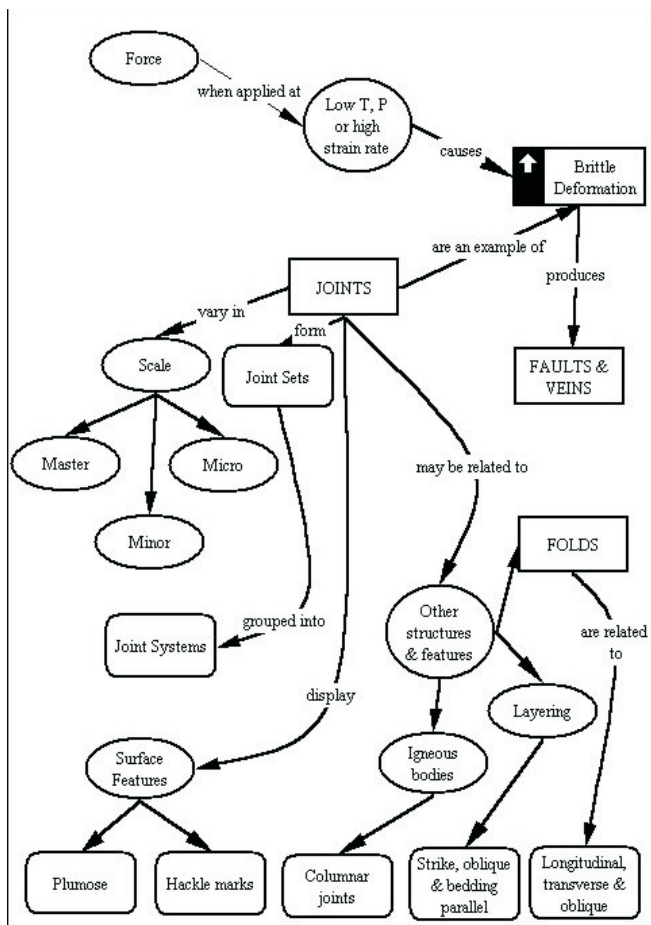 Force
when applied at
Low T, P
or high
strain rate
causes
Brittle
Deformation
are an example of
produces
JOINTS
vary in
form
FAULTS &
VEINS
Scale
Joint Sets
Master
Micro
Minor
may be related to
FOLDS
Other
structures
& features
grouped into
are related
to
Joint Systems
display
Layering
Surface
Features
Igneous
bodies
Plumose
Hackle marks
Columnar
joints
Strike, oblique
& bedding
parallel
Longitudinal,
transverse &
oblique